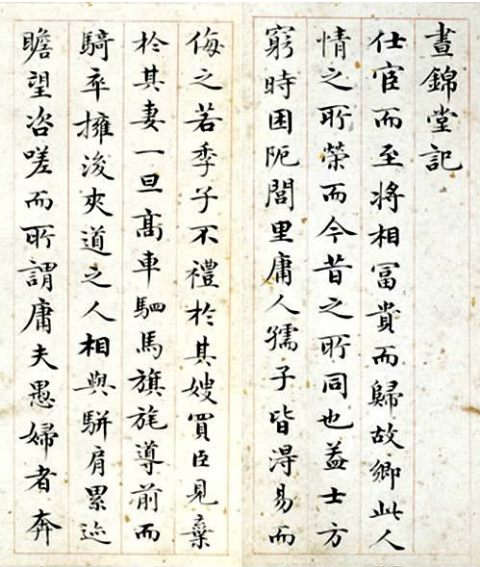 晝錦堂記
仕宦而至將相富貴而歸故鄉此人
情之所榮而今昔之所同也蓋士方
窮時困阨閭里庸人孺子皆得易而
侮之若季子不禮於其嫂買臣見棄
於其妻一旦高車駟馬旗旄導前而
騎卒擁後夾道之人相與駢肩累迹
瞻望咨嗟而所謂庸夫愚婦者奔